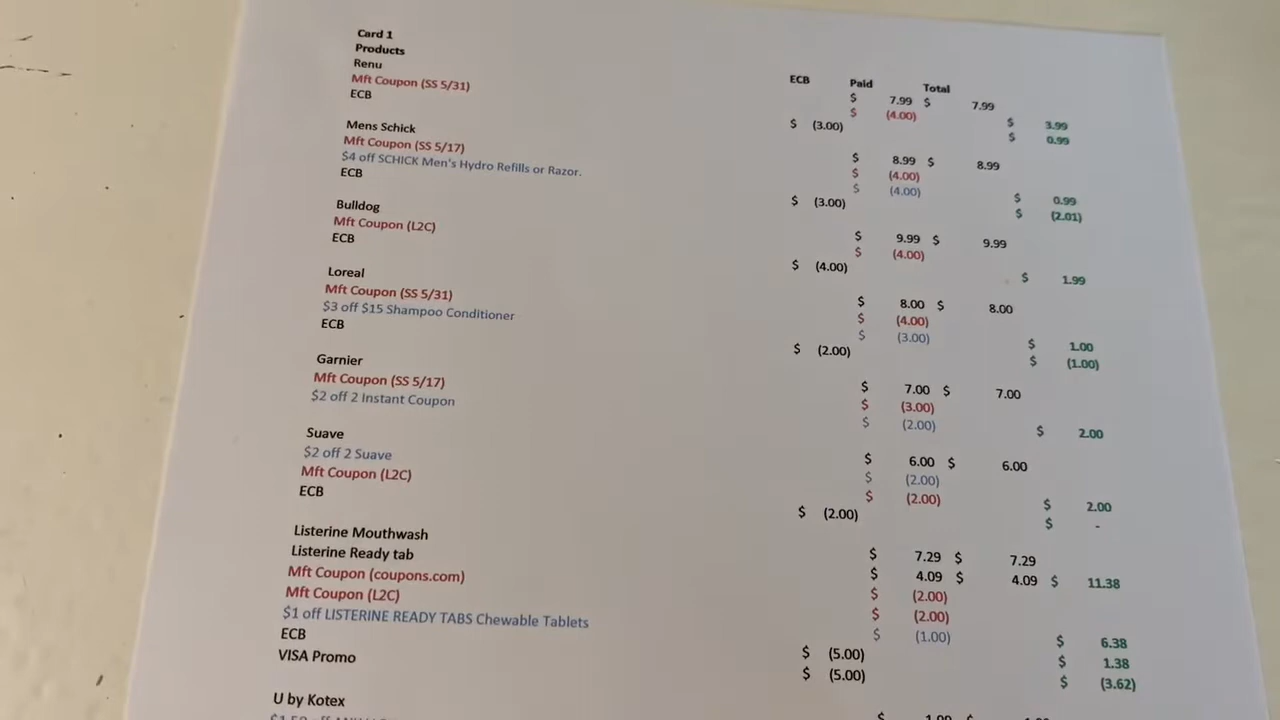 Card 1
Products
ECB Paid Total
Renu $ 7.99 $ 7.99
Mft Coupon (SS 5/31) $ (4.00) $ 3.99
ECB $ (3.00) $ 0.99
Mens Schick $ 8.99 $ 8.99
Mft Coupon (SS 5/17) $ (4.00)
$4 off SCHICK Men's Hydro Refills or Razor. $ (4.00) $ 0.99
ECB $ (3.00) $ (2.01)
Bulldog $ 9.99 $ 9.99
Mft Coupon (L2C) $ (4.00)
ECB $ (4.00) $ 1.99
Loreal $ 8.00 $ 8.00
Mft Coupon (SS 5/31) $ (4.00)
$3 off $15 Shampoo Conditioner $ (3.00) $ 1.00
ECB $ (2.00) $ (1.00)
Garnier $ 7.00 $ 7.00
Mft Coupon (SS 5/17) $ (3.00)
$2 off 2 Instant Coupon $ (2.00) $ 2.00
Suave $ 6.00 $ 6.00
$2 off 2 Suave $ (2.00)
Mft Coupon (L2C) $ (2.00) $ 2.00
ECB $ (2.00) $ -
Listerine Mouthwash $ 7.29 $ 7.29
Listerine Ready tab $ 4.09 $ 4.09 $ 11.38
Mft Coupon (coupons.com) $ (2.00)
Mft Coupon (L2C) $ (2.00)
$1 off LISTERINE READY TABS Chewable Tablets $ (1.00) $ 6.38
ECB $ (5.00) $ 1.38
VISA Promo $ (5.00) $ (3.62)
U by Kotex $